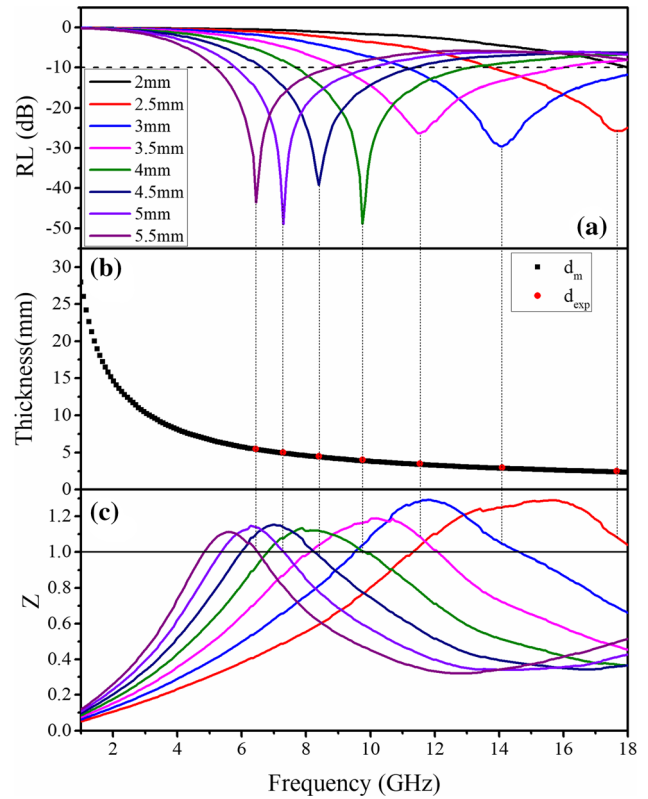 0
-10
-20
-30
-40
-50
RL (dB)
2mm
2.5mm
3mm
3.5mm
4mm
4.5mm
5mm
5.5mm
(a)
(b)
30
25
20
15
10
5
0
Thickness(mm)
dm
dexp
(c)
1.2
1.0
0.8
0.6
0.4
0.2
0.0
Z
2 4 6 8 10 12 14 16 18
Frequency (GHz)